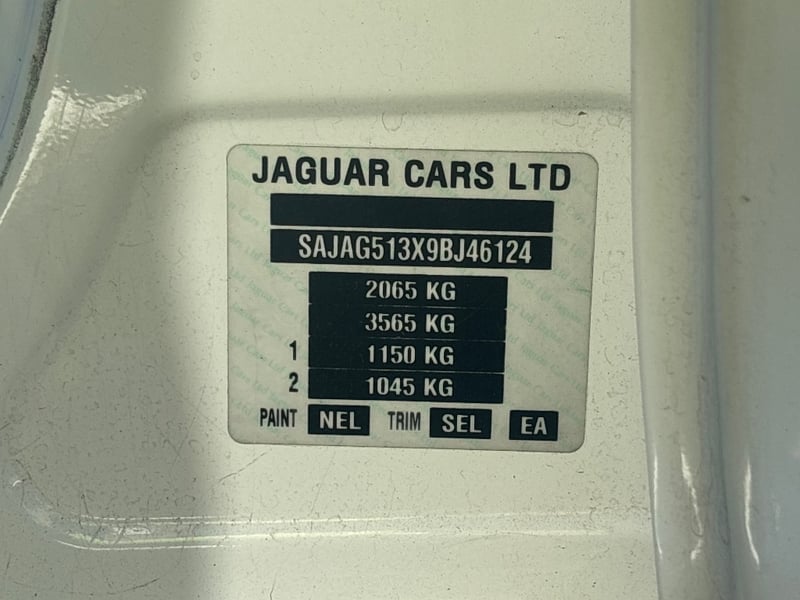 JAGUAR CARS LTD
SAJAG513X9BJ46124
2065 KG
3565 KG
1 1150 KG
2 1045 KG
PAINT NEL TRIM SEL EA